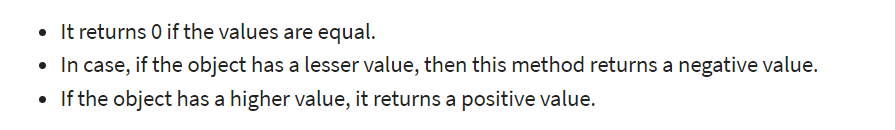 • It returns 0 if the values are equal.
• In case, if the object has a lesser value, then this method returns a negative value.
• If the object has a higher value, it returns a positive value.